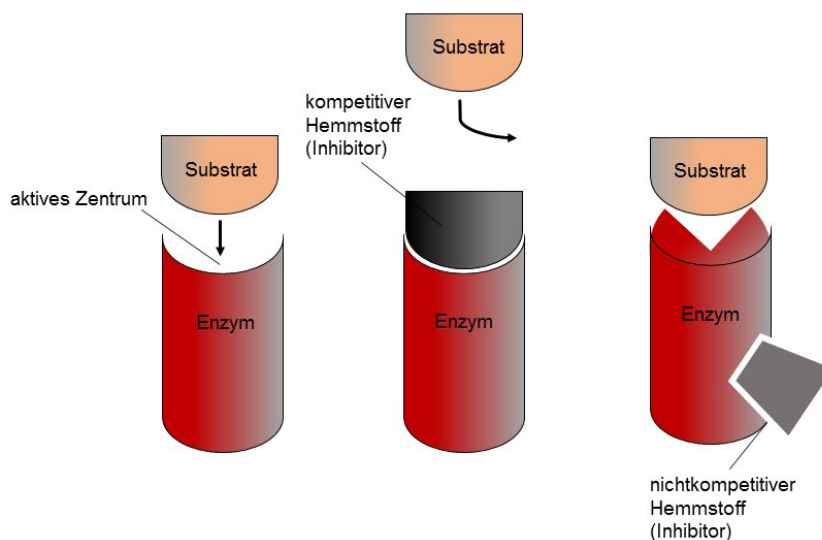 Substrat
aktives Zentrum
Enzym
Substrat
kompetitiver
Hemmstoff
(Inhibitor)
Enzym
Substrat
Enzym
nichtkompetitiver
Hemmstoff
(Inhibitor)